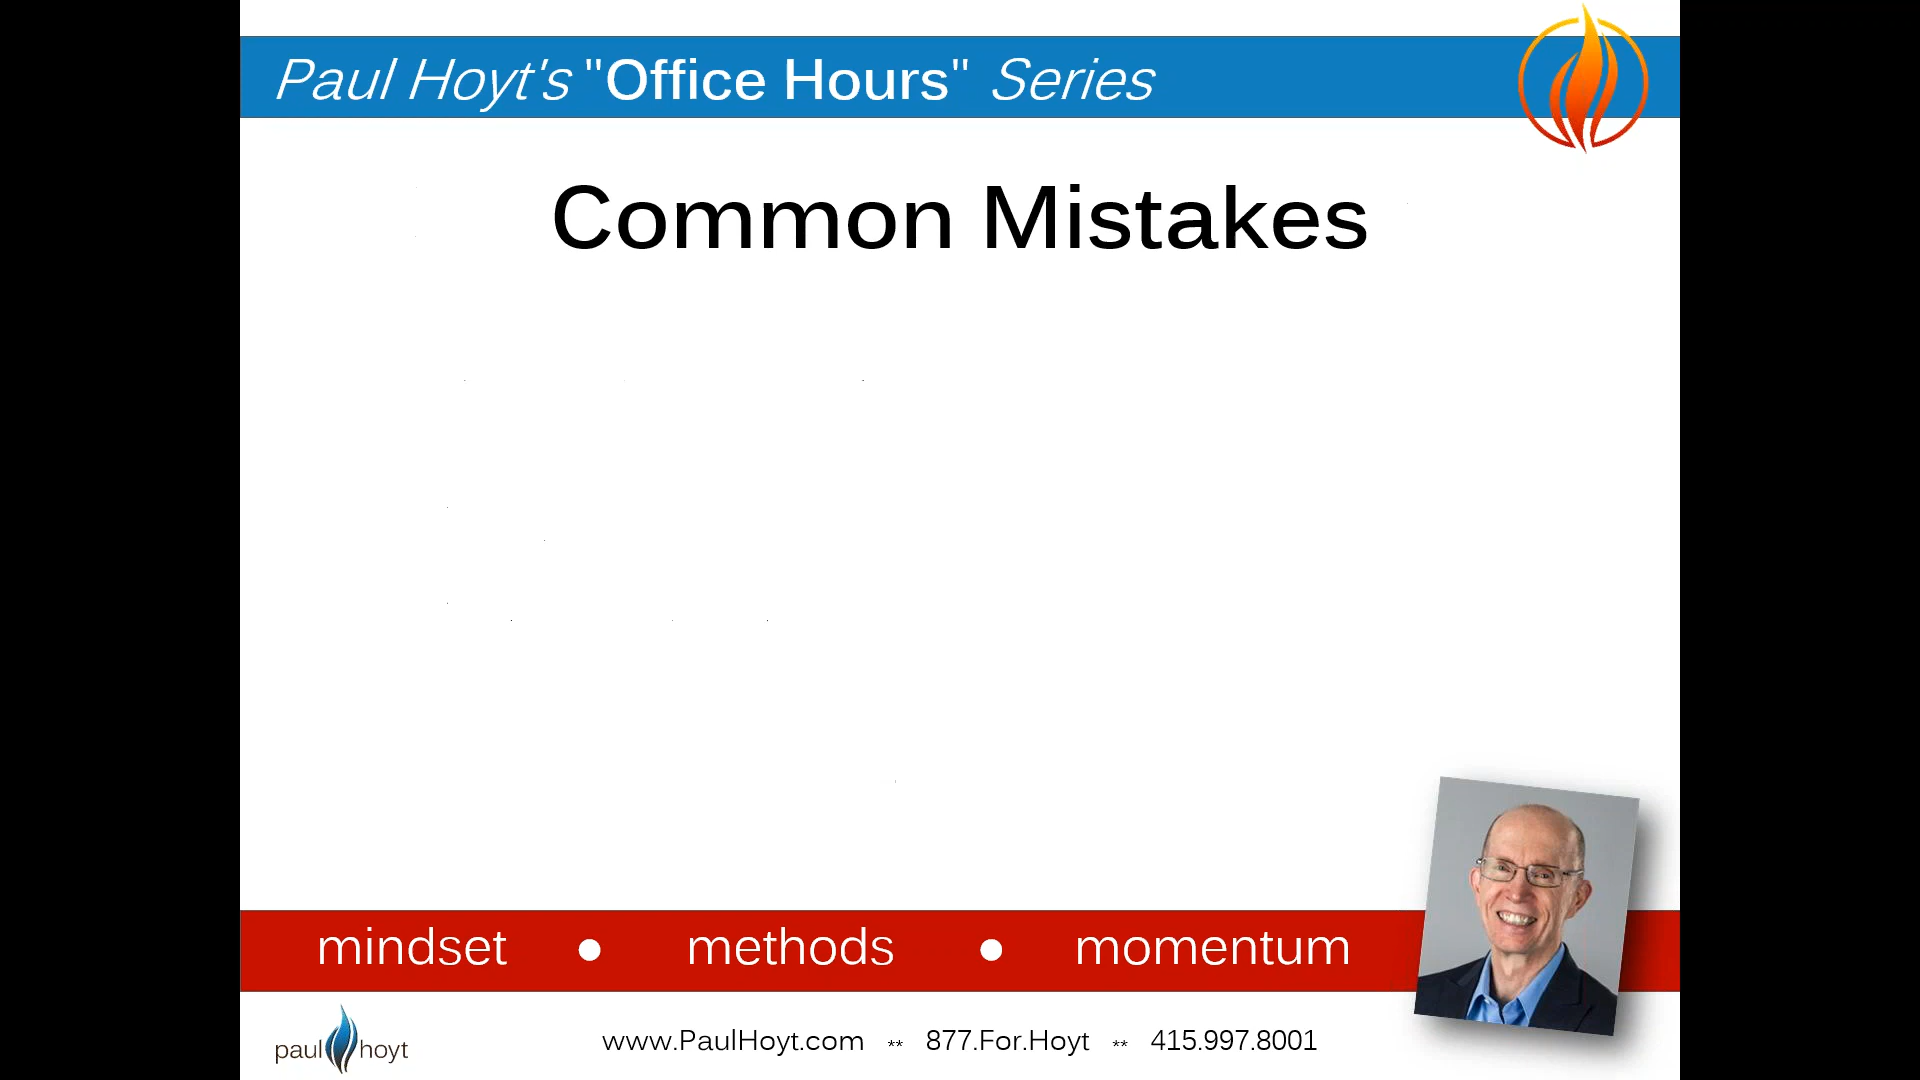 Paul Hoyt's "Office Hours" Series
Common Mistakes
mindset • methods • momentum
paul hoyt
www.PaulHoyt.com ** 877.For.Hoyt ** 415.997.8001